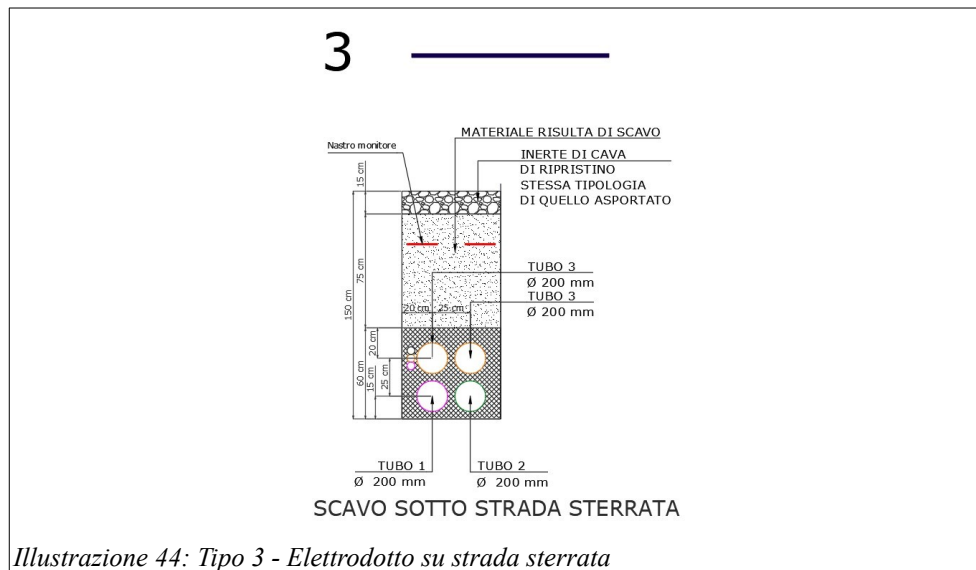 3
MATERIALE RISULTA DI SCAVO
Nastro monitore
INERTE DI CAVA
DI RIPRISTINO
STESSA TIPOLOGIA
DI QUELLO ASPORTATO
15 cm
75 cm
150 cm
TUBO 3
Ø 200 mm
TUBO 3
Ø 200 mm
20 cm
25 cm
20 cm
60 cm
25 cm
15 cm
TUBO 1
Ø 200 mm
TUBO 2
Ø 200 mm
SCAVO SOTTO STRADA STERRATA
Illustrazione 44: Tipo 3 - Elettrodotto su strada sterrata